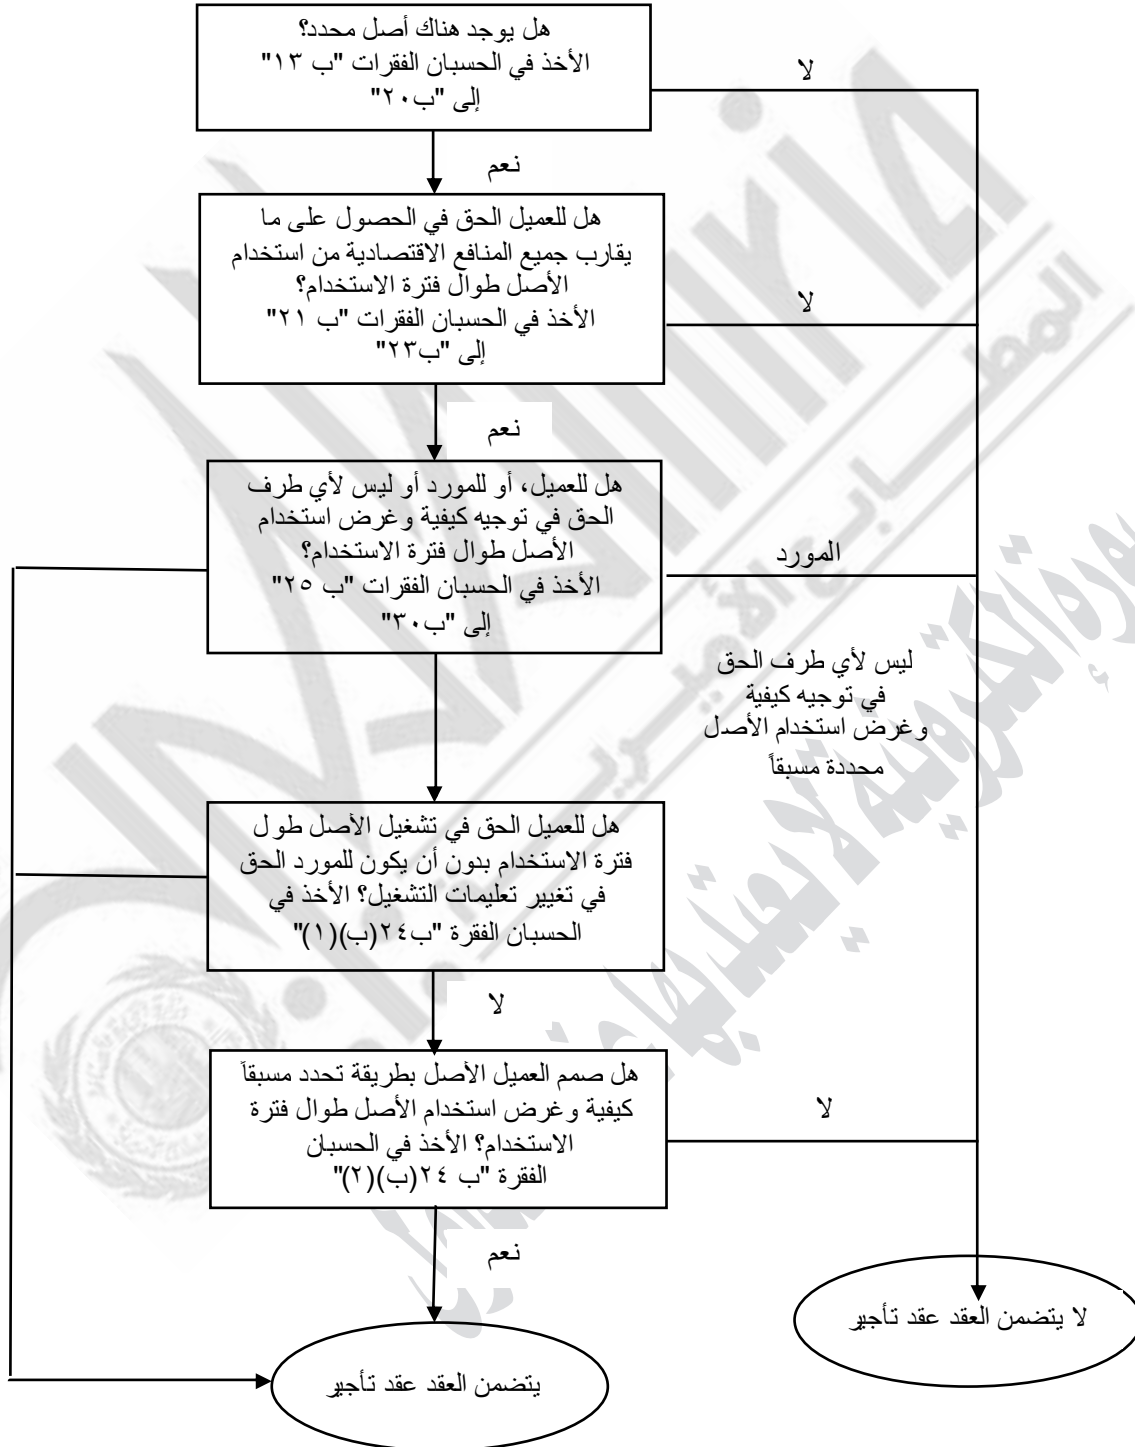 هل يوجد هناك أصل محدد؟
الأخذ في الحسبان الفقرات "ب ١٣"
إلى "ب٢٠"
لا
نعم
هل للعميل الحق في الحصول على ما
يقارب جميع المنافع الاقتصادية من استخدام
الأصل طوال فترة الاستخدام؟
الأخذ في الحسبان الفقرات "ب ٢١"
إلى "ب٢٣"
لا
نعم
هل للعميل، أو للمورد أو ليس لأي طرف
الحق في توجيه كيفية وغرض استخدام
الأصل طوال فترة الاستخدام؟
الأخذ في الحسبان الفقرات "ب ٢٥"
إلى "ب٣٠"
المورد
ليس لأي طرف الحق
في توجيه كيفية
وغرض استخدام الأصل
محددة مسبقاً
هل للعميل الحق في تشغيل الأصل طول
فترة الاستخدام بدون أن يكون للمورد الحق
في تغيير تعليمات التشغيل؟ الأخذ في
الحسبان الفقرة "ب٢٤(ب)(١)"
لا
هل صمم العميل الأصل بطريقة تحدد مسبقاً
كيفية وغرض استخدام الأصل طوال فترة
الاستخدام؟ الأخذ في الحسبان
الفقرة "ب ٢٤(ب)(٢)"
لا
نعم
لا يتضمن العقد عقد تأجير
يتضمن العقد عقد تأجير
المطابع الأميرية